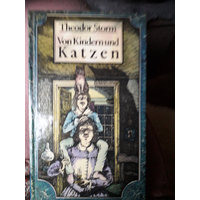 Theodor Storm
Von Kindern und
Katzen